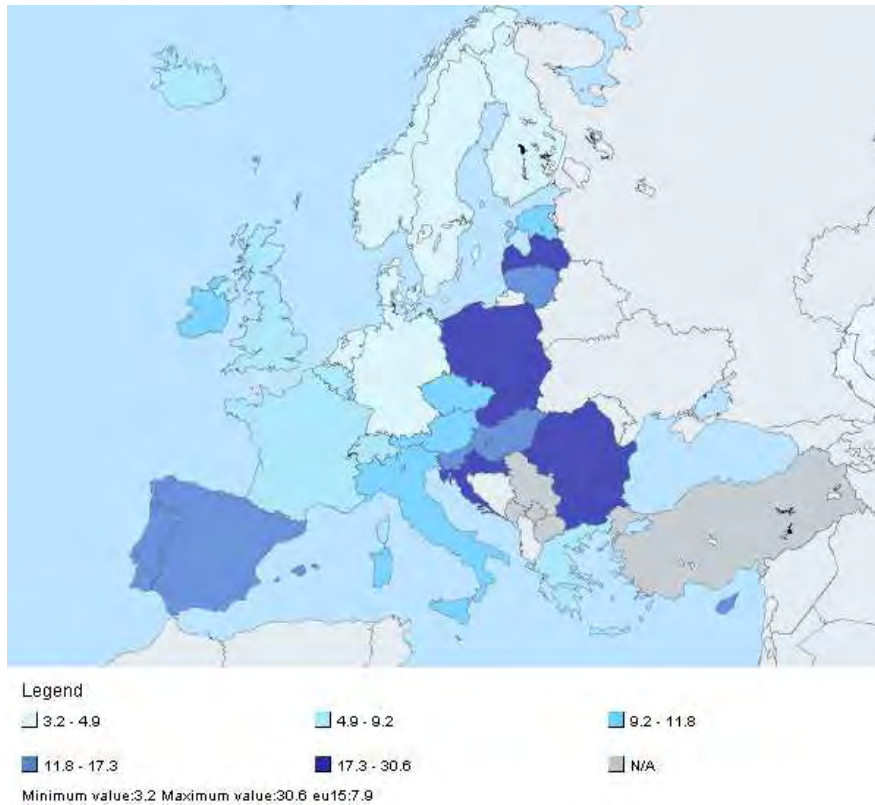 Legend
3.2 - 4.9 4.9 - 9.2 9.2 - 11.8
11.8 - 17.3 17.3 - 30.6 N/A
Minimum value:3.2 Maximum value:30.6 eu15:7.9